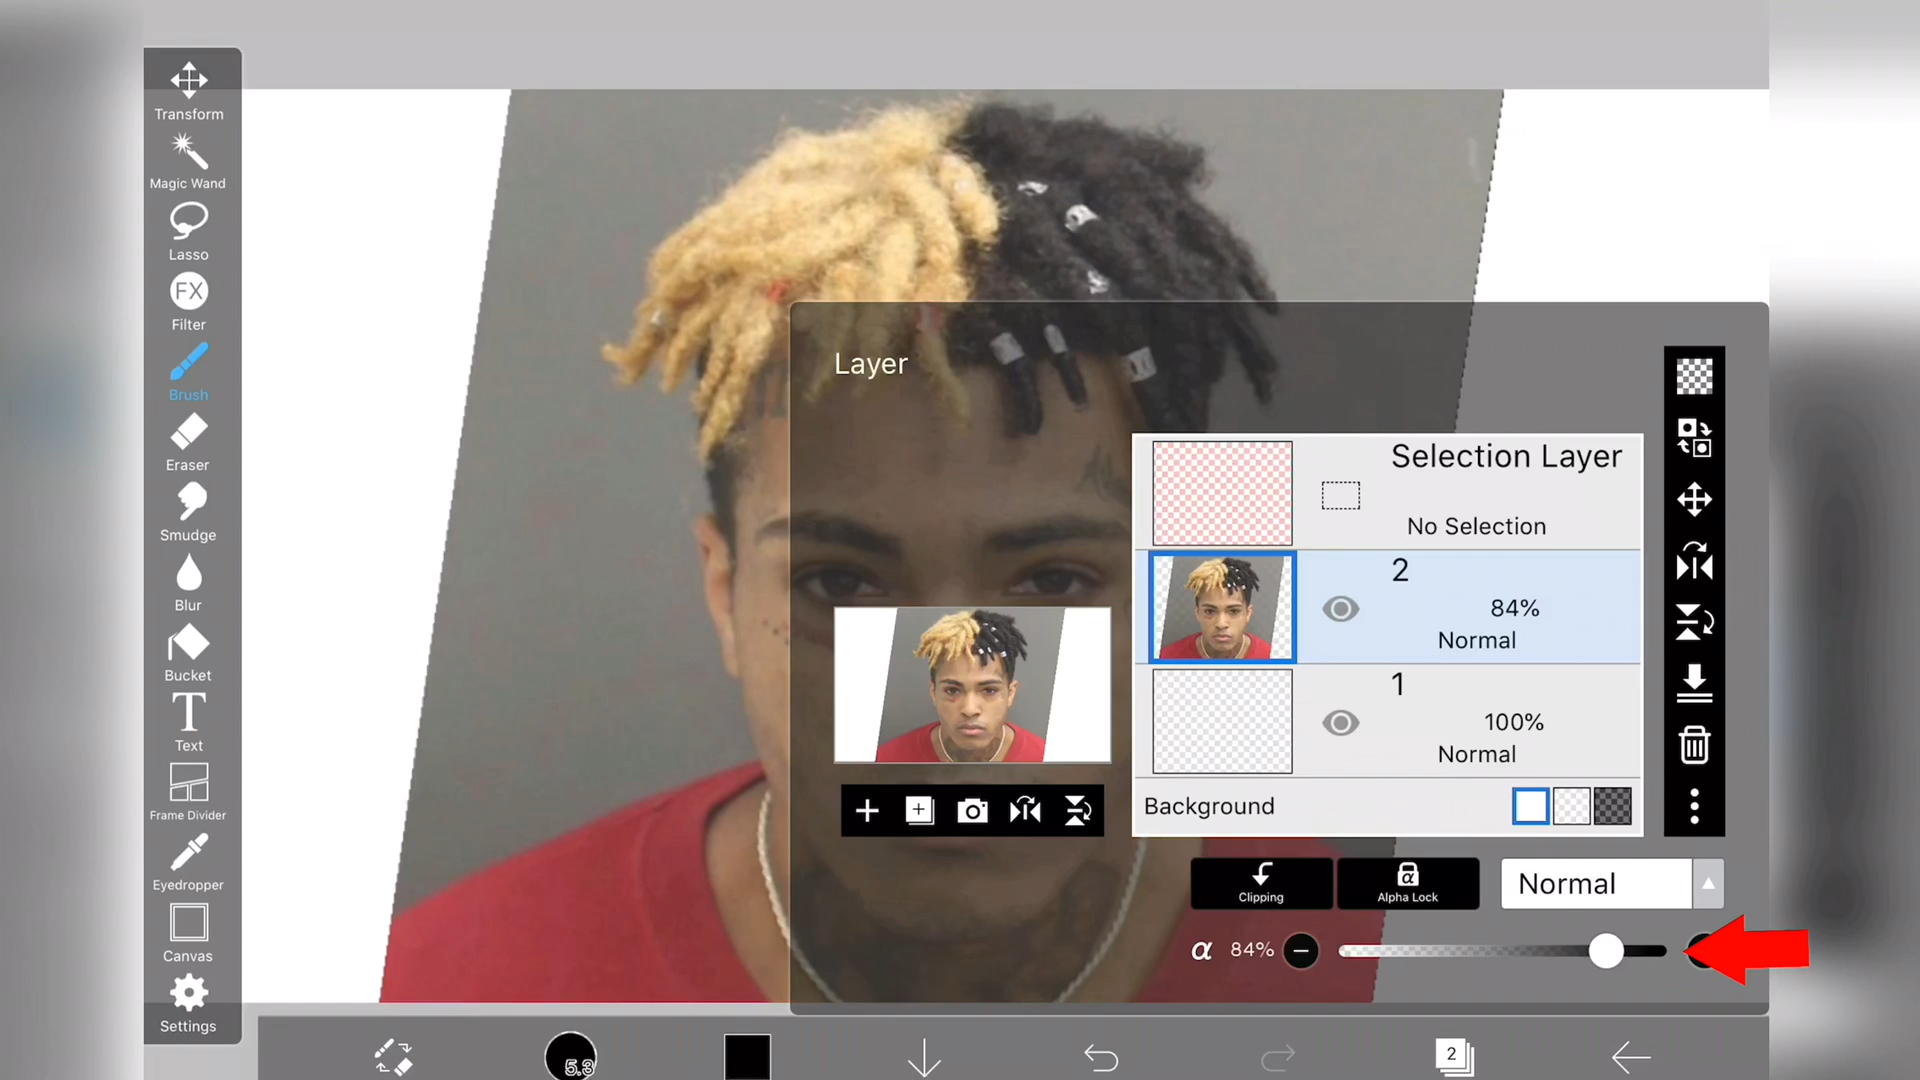 Transform
Magic Wand
Lasso
FX
Filter
Brush
Eraser
Smudge
Blur
Bucket
T
Text
Frame Divider
Eyedropper
Canvas
Settings
Layer
Selection Layer
No Selection
2
84%
Normal
1
100%
Normal
Background
Clipping
α
Alpha Lock
Normal
α 84%
5.3
2